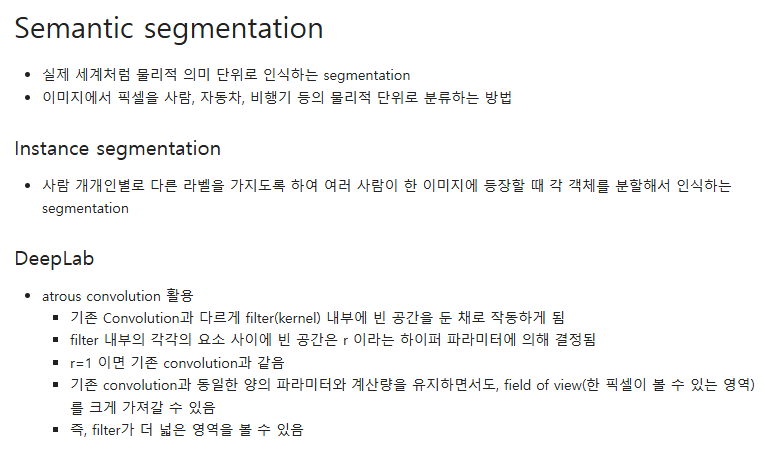 Semantic segmentation
• 실제 세계처럼 물리적 의미 단위로 인식하는 segmentation
• 이미지에서 픽셀을 사람, 자동차, 비행기 등의 물리적 단위로 분류하는 방법
Instance segmentation
• 사람 개개인별로 다른 라벨을 가지도록 하여 여러 사람이 한 이미지에 등장할 때 각 객체를 분할해서 인식하는
segmentation
DeepLab
• atrous convolution 활용
▪ 기존 Convolution과 다르게 filter(kernel) 내부에 빈 공간을 둔 채로 작동하게 됨
▪ filter 내부의 각각의 요소 사이에 빈 공간은 r 이라는 하이퍼 파라미터에 의해 결정됨
▪ r=1 이면 기존 convolution과 같음
▪ 기존 convolution과 동일한 양의 파라미터와 계산량을 유지하면서도, field of view(한 픽셀이 볼 수 있는 영역)
를 크게 가져갈 수 있음
▪ 즉, filter가 더 넓은 영역을 볼 수 있음